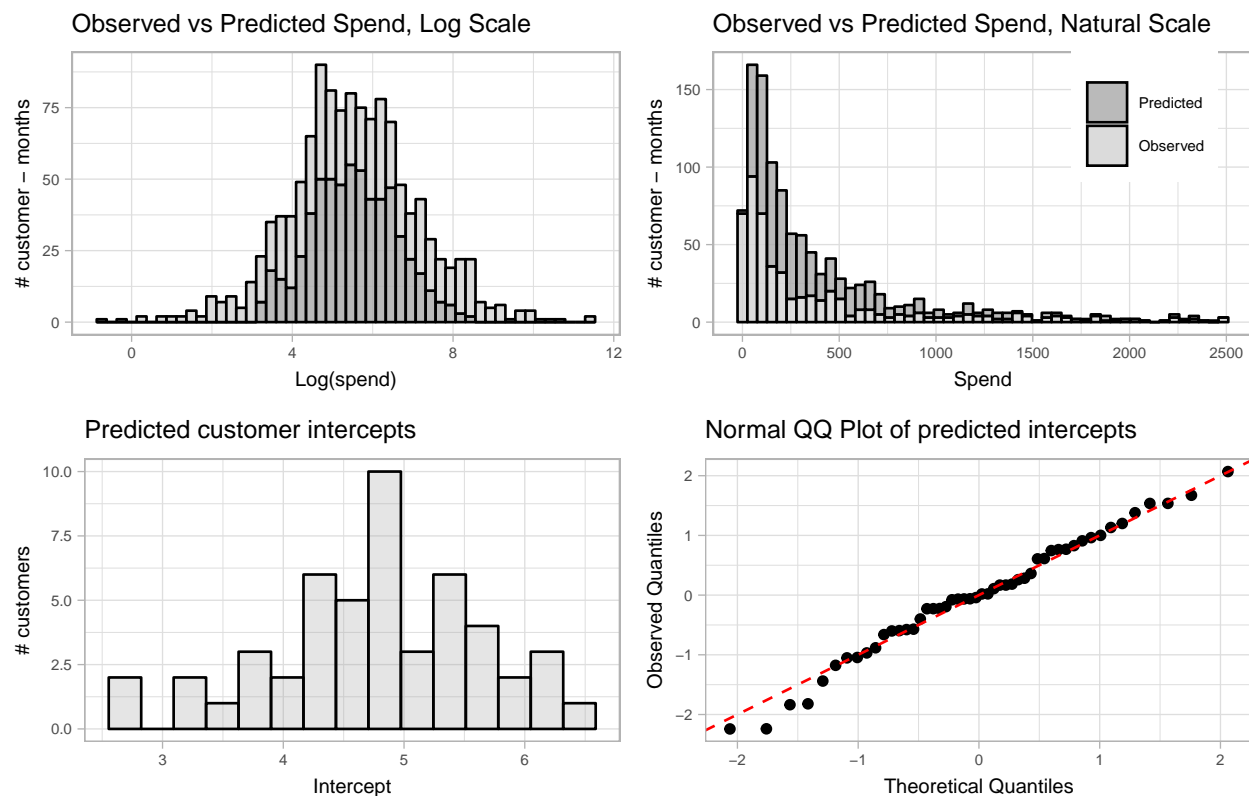 Observed vs Predicted Spend, Log Scale
# customer − months
75
50
25
0
0
4
8
12
Log(spend)
Observed vs Predicted Spend, Natural Scale
# customer − months
150
100
50
0
Predicted
Observed
0
500
1000
1500
2000
2500
Spend
Predicted customer intercepts
# customers
10.0
7.5
5.0
2.5
0.0
3
4
5
6
Intercept
Normal QQ Plot of predicted intercepts
Observed Quantiles
2
1
0
−1
−2
−2
−1
0
1
2
Theoretical Quantiles